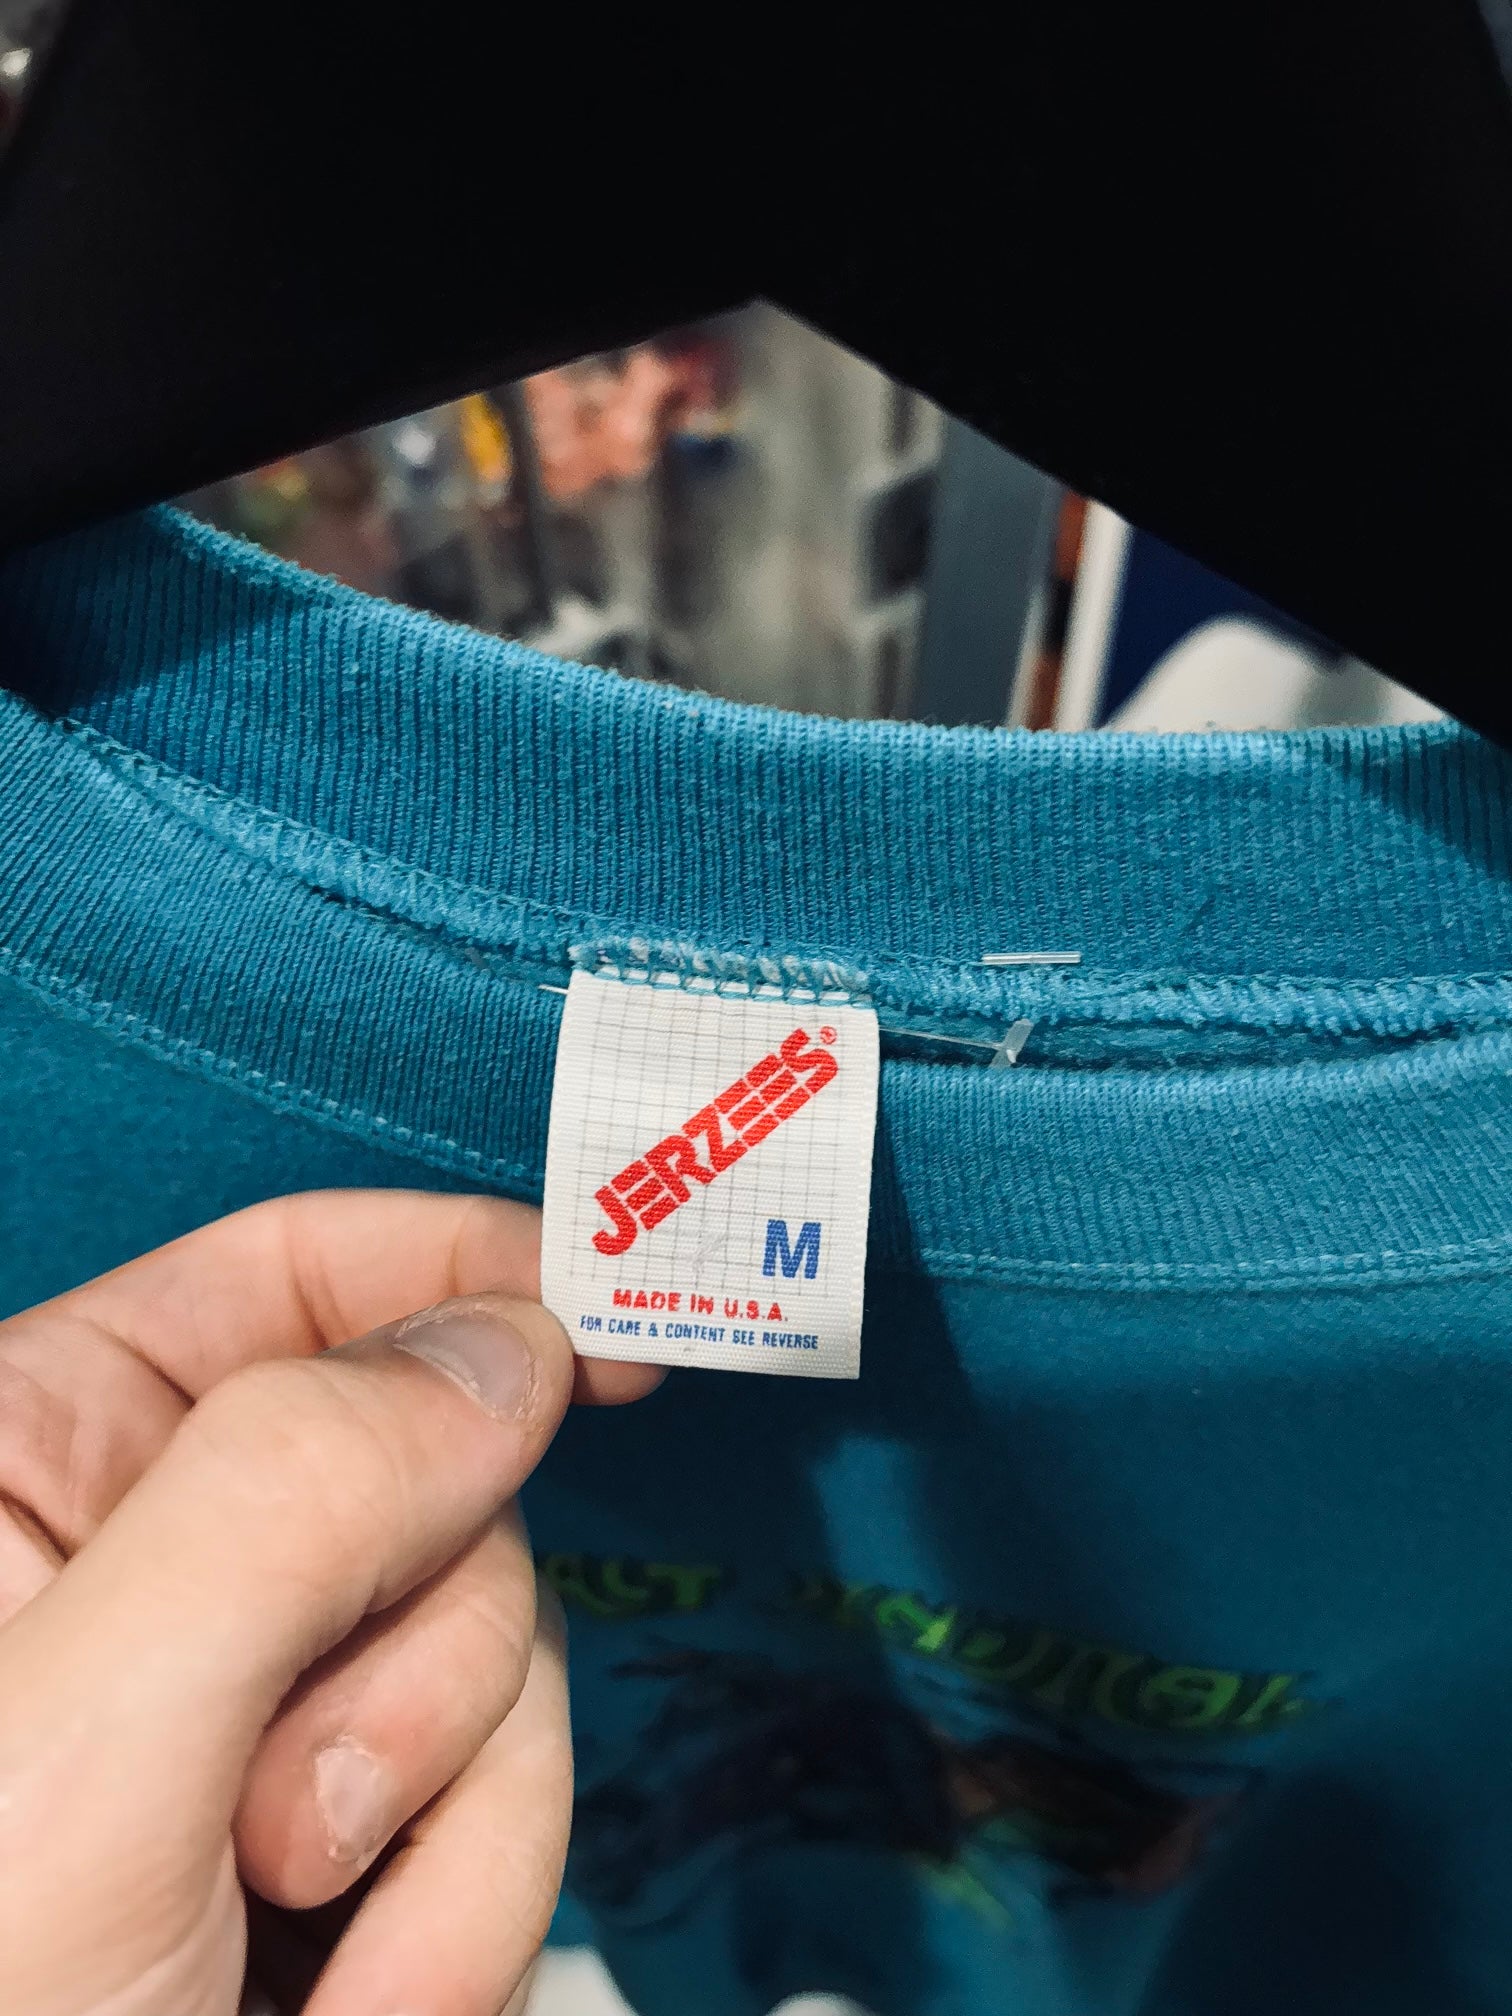 JERZEES®
M
MADE IN U.S.A.
FOR CARE & CONTENT SEE REVERSE